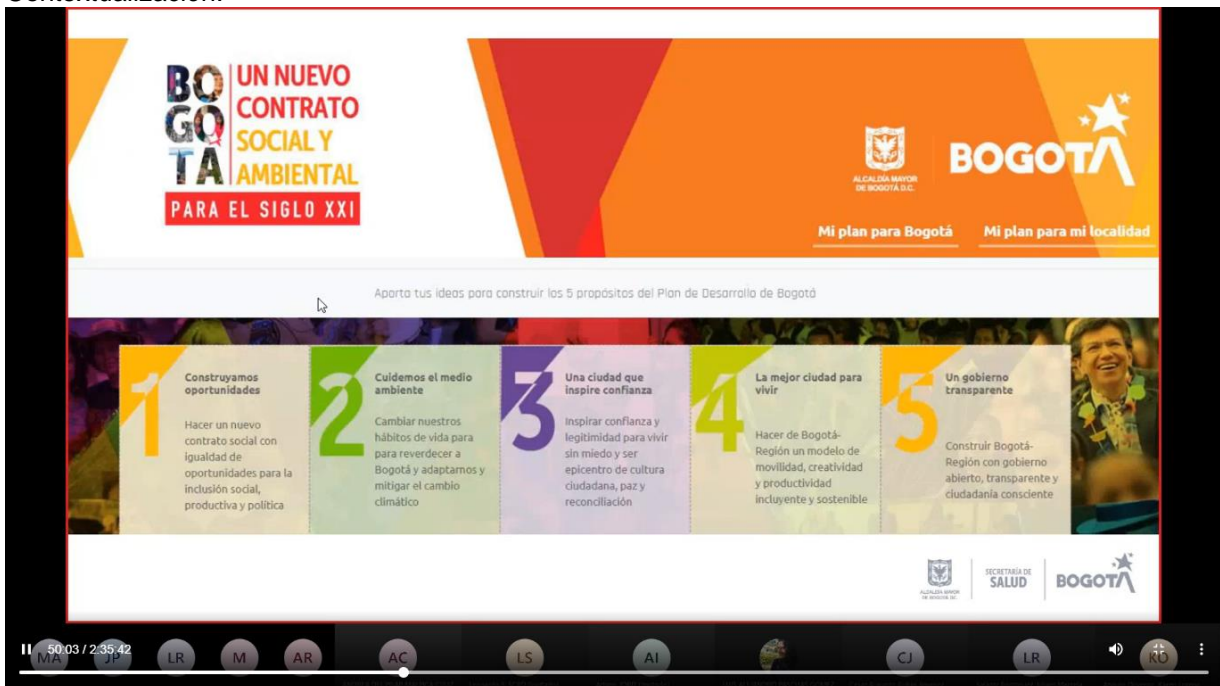 BO
GO
TA
UN NUEVO
CONTRATO
SOCIAL Y
AMBIENTAL
PARA EL SIGLO XXI
ALCALDÍA MAYOR
DE BOGOTÁ D.C.
BOGOTÁ
Mi plan para Bogotá
Mi plan para mi localidad
Aporta tus ideas para construir los 5 propósitos del Plan de Desarrollo de Bogotá
1
Construyamos
oportunidades
Hacer un nuevo
contrato social con
igualdad de
oportunidades para la
inclusión social,
productiva y política
2
Cuidemos el medio
ambiente
Cambiar nuestros
hábitos de vida para
para reverdecer a
Bogotá y adaptarnos y
mitigar el cambio
climático
3
Una ciudad que
inspire confianza
Inspirar confianza y
legitimidad para vivir
sin miedo y ser
epicentro de cultura
ciudadana, paz y
reconciliación
4
La mejor ciudad para
vivir
Hacer de Bogotá-
Región un modelo de
movilidad, creatividad
y productividad
incluyente y sostenible
5
Un gobierno
transparente
Construir Bogotá-
Región con gobierno
abierto, transparente y
ciudadanía consciente
ALCALDÍA MAYOR
DE BOGOTÁ D.C.
SECRETARÍA DE
SALUD
BOGOTÁ
50:03 / 2:35:42
MA JP LR M AR AC LS AI CJ LR KO